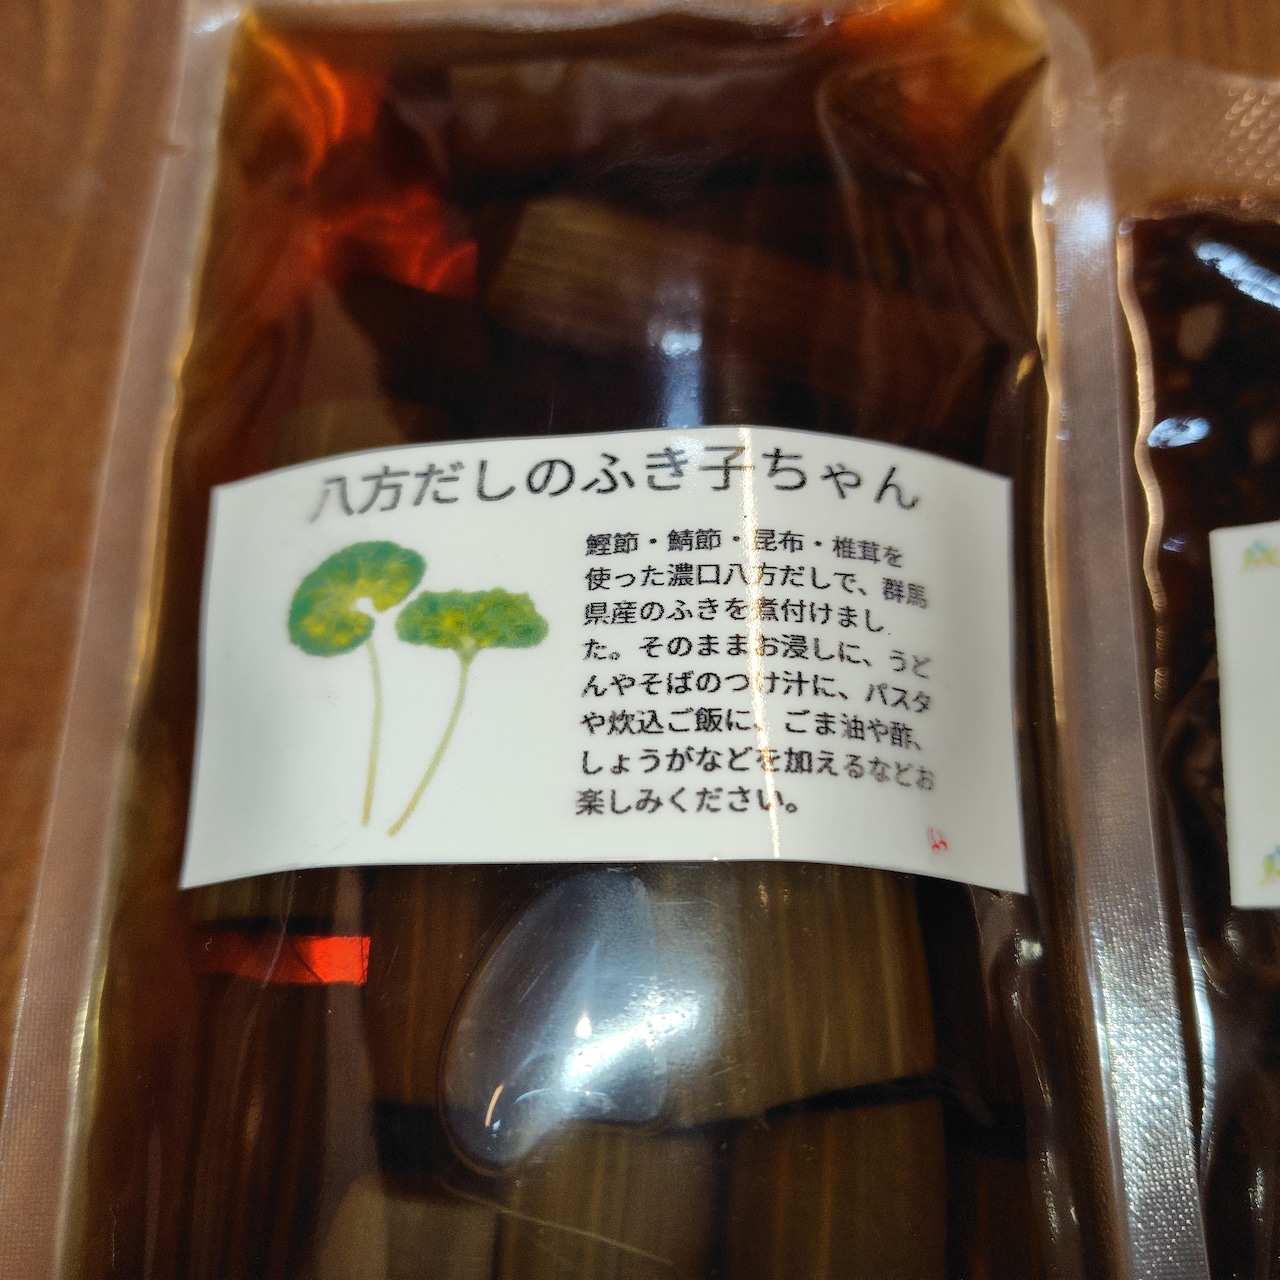 八方だしのふき子ちゃん
鰹節・鯖節・昆布・椎茸を
使った濃口八方だしで、群馬
県産のふきを煮付けまし
た。そのままお浸しに、うど
んやそばのつけ汁に、パスタ
や炊込ご飯に、ごま油や酢、
しょうがなどを加えるなどお
楽しみください。